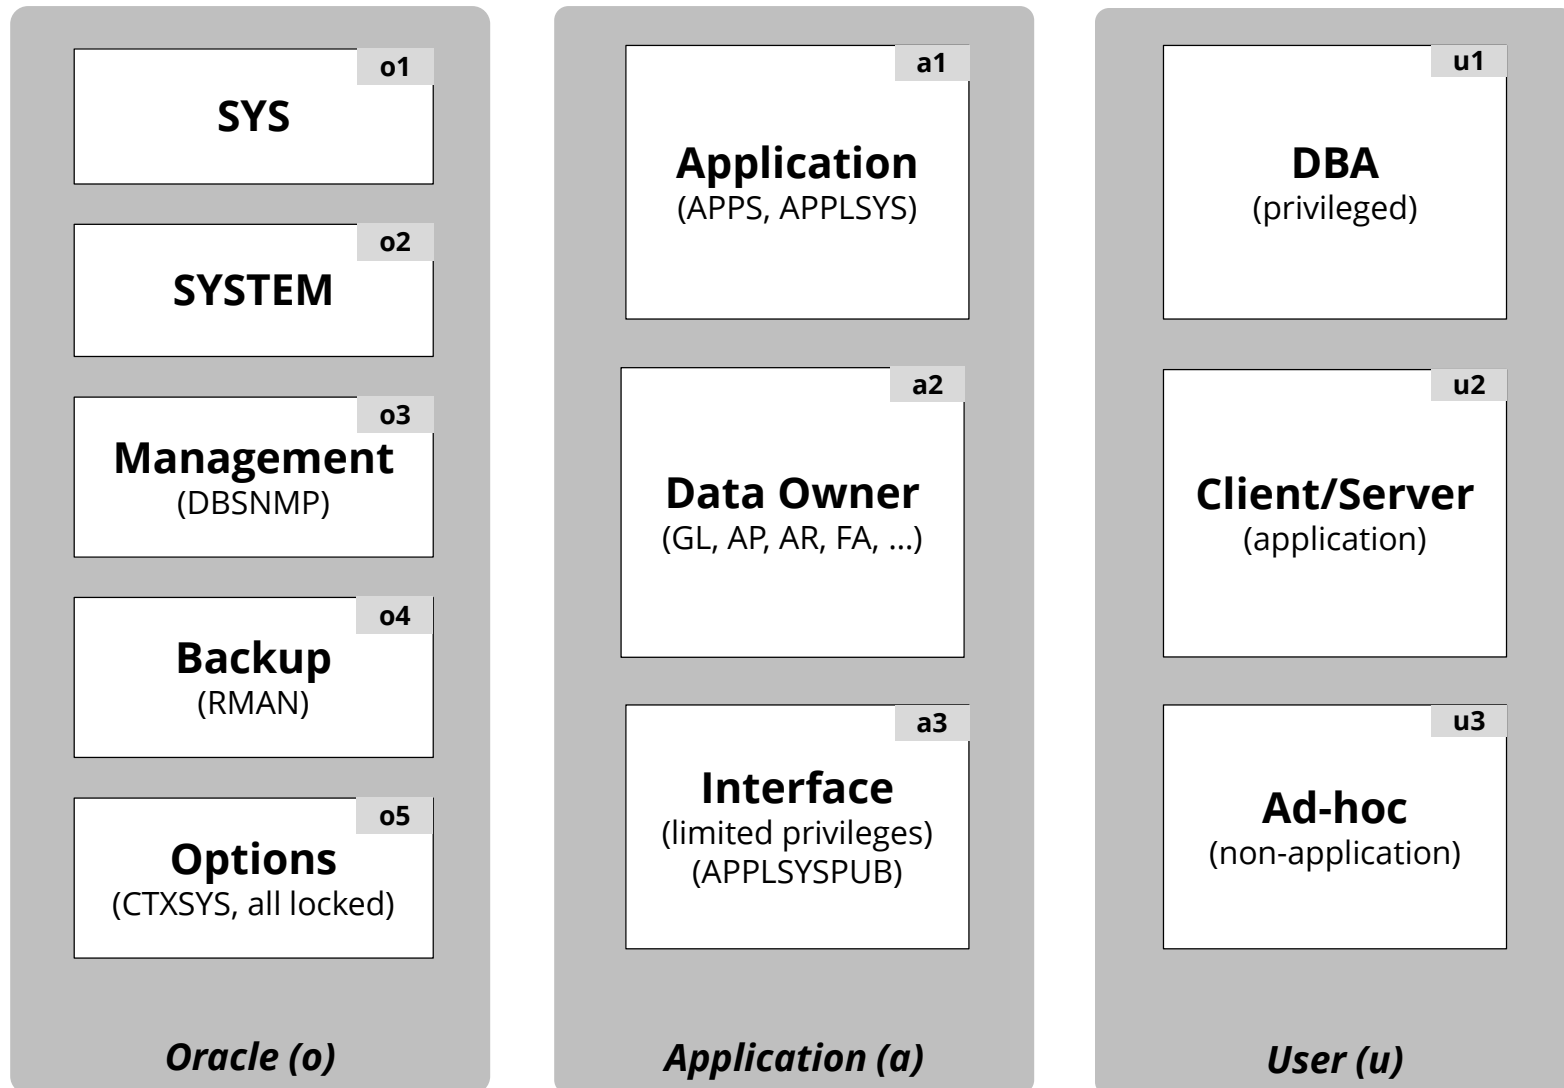 o1
SYS
o2
SYSTEM
o3
Management
(DBSNMP)
o4
Backup
(RMAN)
o5
Options
(CTXSYS, all locked)
Oracle (o)
a1
Application
(APPS, APPLSYS)
a2
Data Owner
(GL, AP, AR, FA, ...)
a3
Interface
(limited privileges)
(APPLSYSPUB)
Application (a)
u1
DBA
(privileged)
u2
Client/Server
(application)
u3
Ad-hoc
(non-application)
User (u)